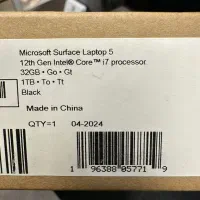 Microsoft Surface Laptop 5
12th Gen Intel® Core™ i7 processor
32GB • Go • Gt
1TB • To • Tt
Black
Made in China
QTY=1 04-2024
1 96388 05771 9